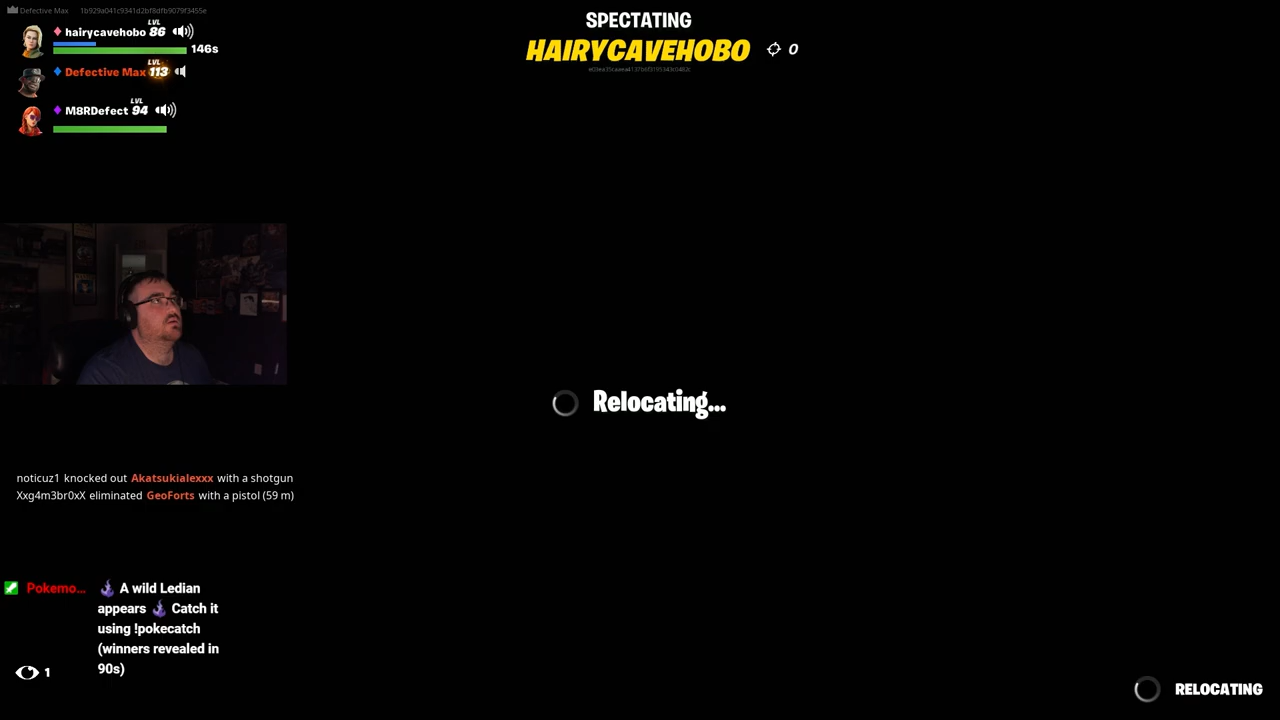 Defective Max 1b929a041c9341d2bf8dfb9079f3455e
hairycavehobo LVL 86
146s
Defective Max LVL 113
M8RDefect LVL 94
SPECTATING
HAIRYCAVEHOBO 0
Relocating...
noticuz1 knocked out Akatsukialexxx with a shotgun
Xxg4m3br0xX eliminated GeoForts with a pistol (59 m)
Pokemo... A wild Ledian
appears Catch it
using !pokecatch
(winners revealed in
90s)
1
RELOCATING